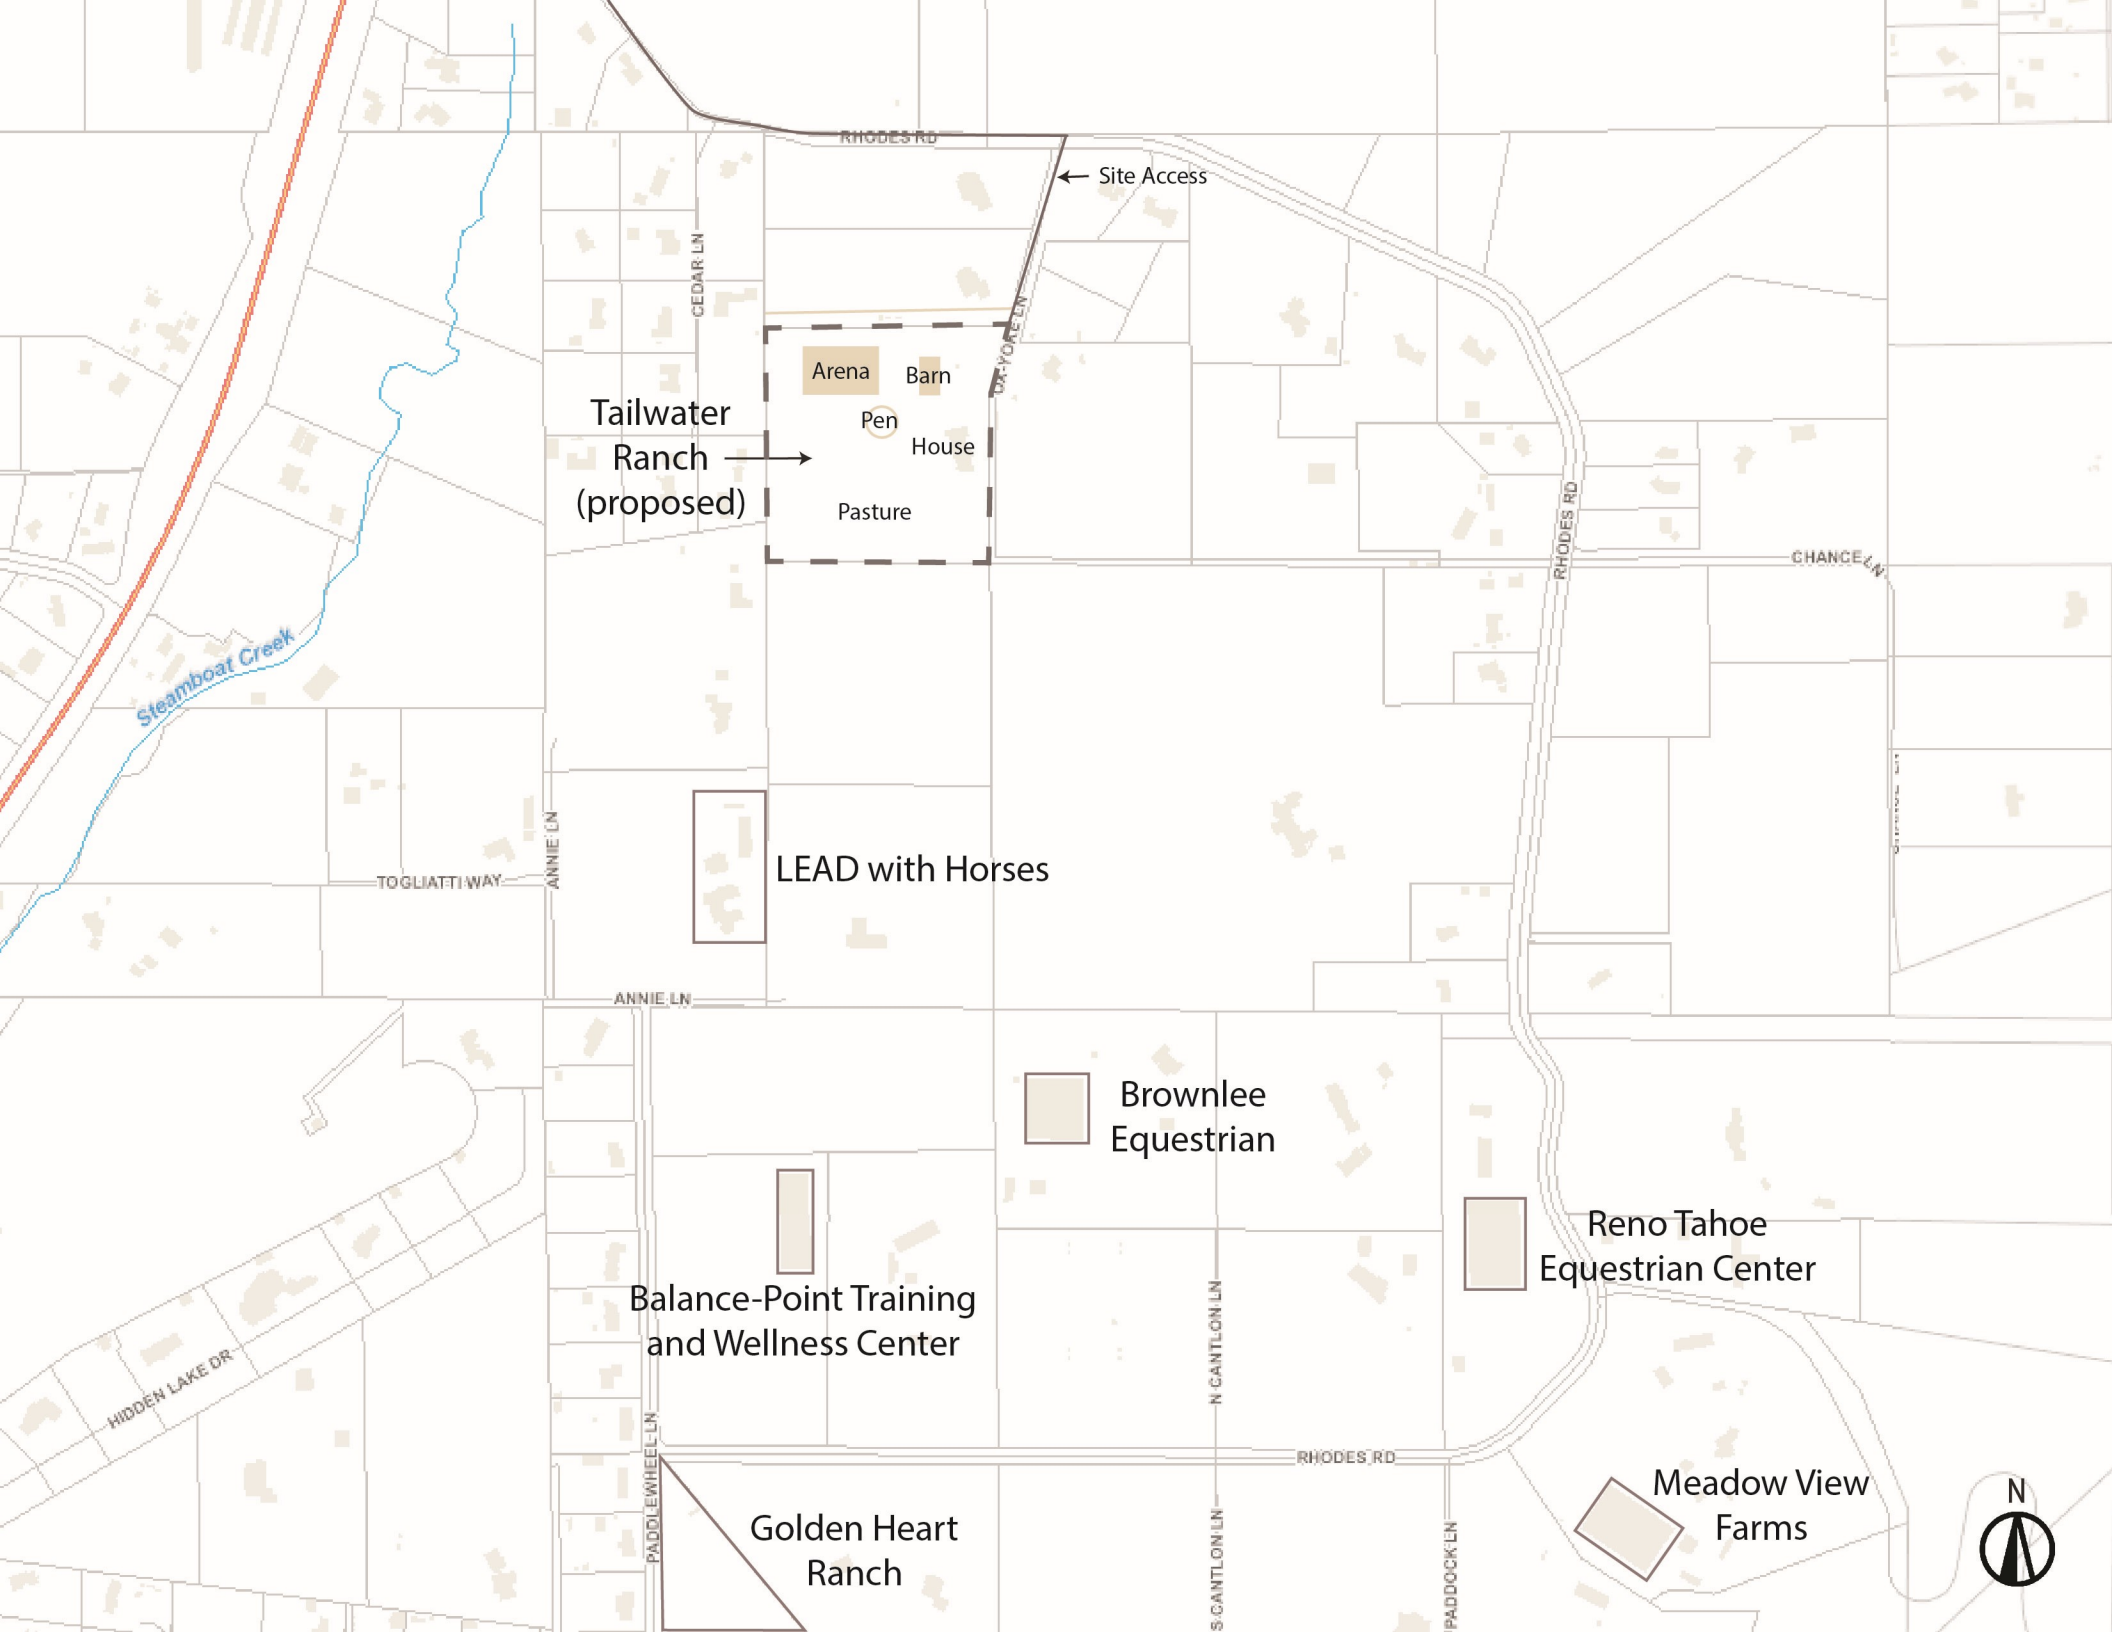 RHODES RD
Site Access
CEDAR LN
Arena
Barn
Pen
House
Pasture
Tailwater
Ranch
(proposed)
RHODES RD
CHANCE LN
Steamboat Creek
ANNIE LN
TOGLIATTI WAY
LEAD with Horses
ANNIE LN
Brownlee
Equestrian
Reno Tahoe
Equestrian Center
Balance-Point Training
and Wellness Center
N CANTLON LN
HIDDEN LAKE DR
PADDLEWHEEL LN
RHODES RD
Meadow View
Farms
N
Golden Heart
Ranch
S CANTLON LN
PADDOCK LN